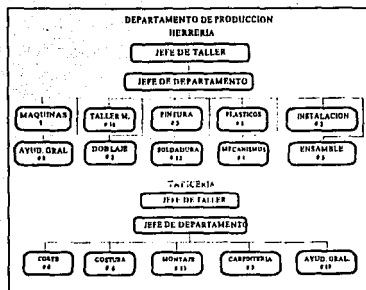 DEPARTAMENTO DE PRODUCCION
HERRERIA
JEFE DE TALLER
JEFE DE DEPARTAMENTO
MAQUINAS TALLER M. PINTURA PLASTICOS INSTALACION
AYUD. GRAL. DOBLAJE SOLDADURA MECANISMOS ENSAMBLE
TAPICERIA
JEFE DE TALLER
JEFE DE DEPARTAMENTO
CORTE COSTURA MONTAJE CARPINTERIA AYUD. GRAL.